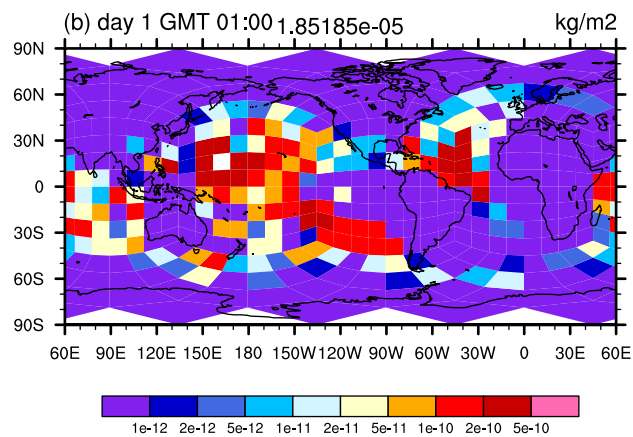 (b) day 1 GMT 01:00 1.85185e-05 kg/m2
90N
60N
30N
0
30S
60S
90S
60E 90E 120E 150E 180 150W 120W 90W 60W 30W 0 30E 60E
1e-12 2e-12 5e-12 1e-11 2e-11 5e-11 1e-10 2e-10 5e-10